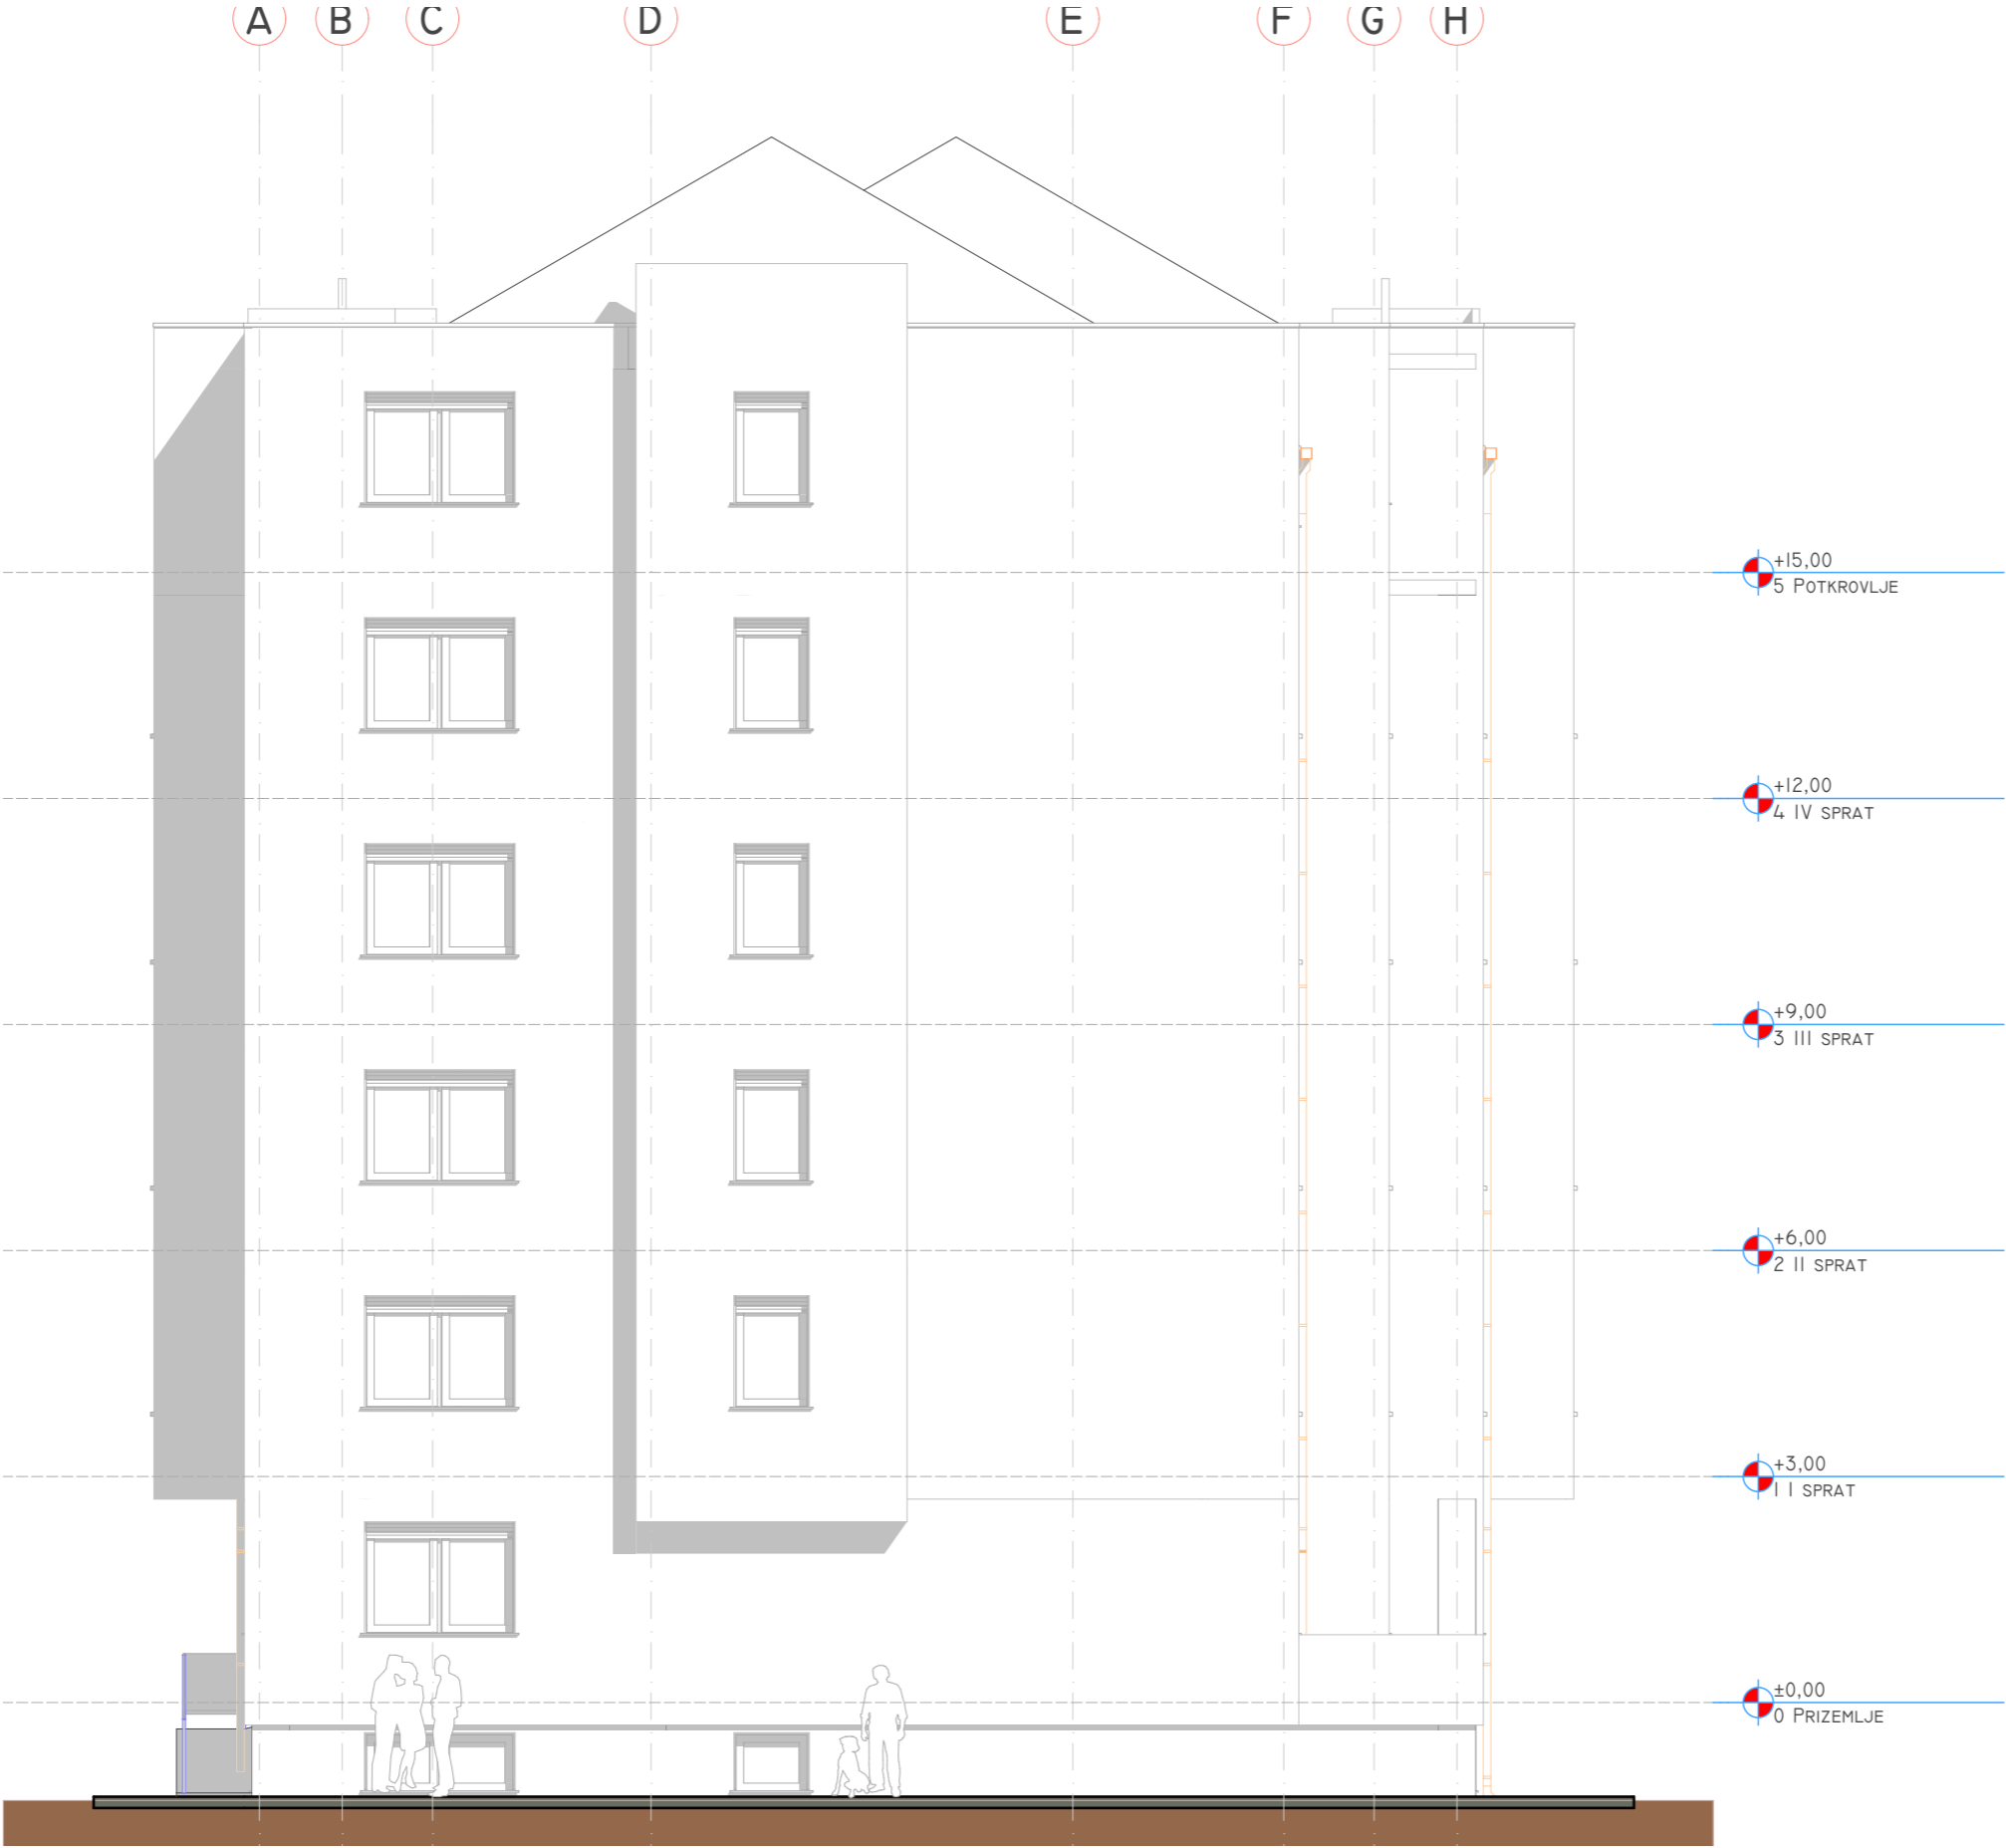 A B C D E F G H
+15,00
5 POTKROVLJE
+12,00
4 IV SPRAT
+9,00
3 III SPRAT
+6,00
2 II SPRAT
+3,00
1 I SPRAT
±0,00
0 PRIZEMLJE